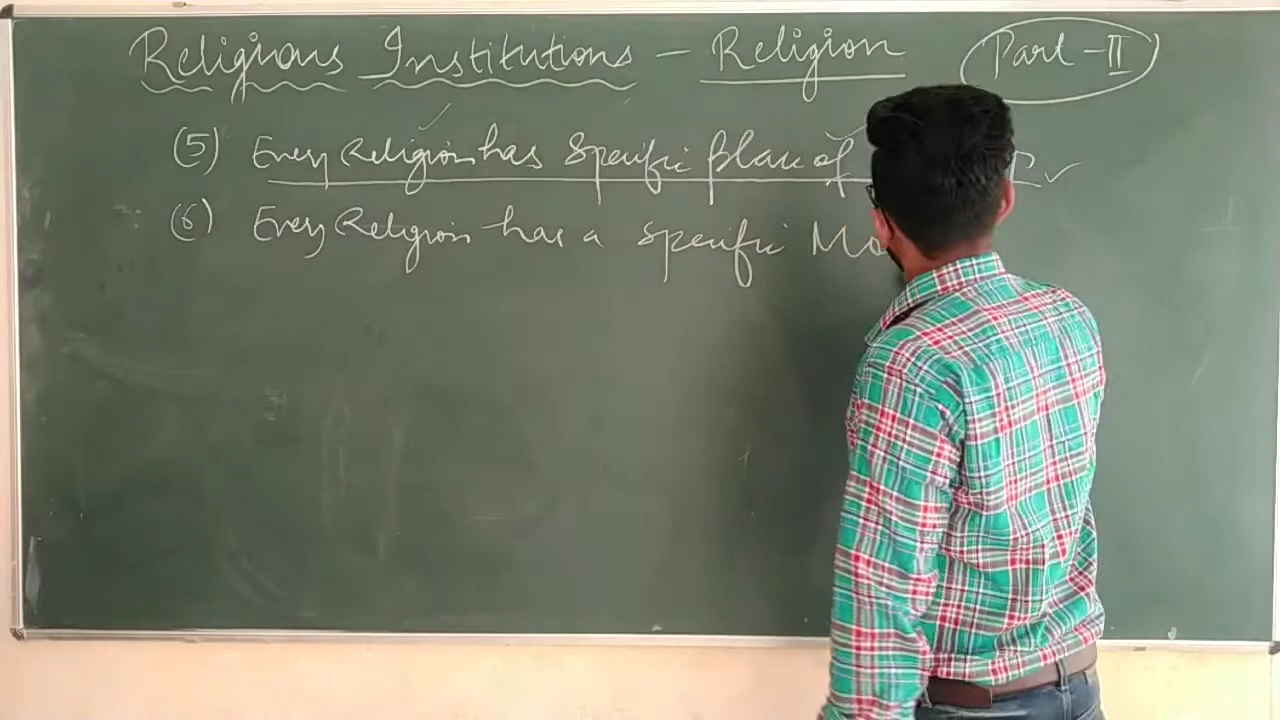 Religious Institutions – Religion Part – II
(5) Every Religion has Specific place of
(6) Every Religion has a specific Mo